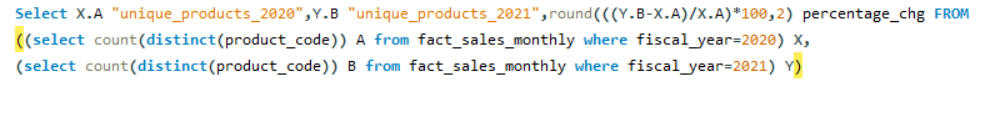 Select X.A "unique_products_2020",Y.B "unique_products_2021",round(((Y.B-X.A)/X.A)*100,2) percentage_chg FROM
((select count(distinct(product_code)) A from fact_sales_monthly where fiscal_year=2020) X,
(select count(distinct(product_code)) B from fact_sales_monthly where fiscal_year=2021) Y)